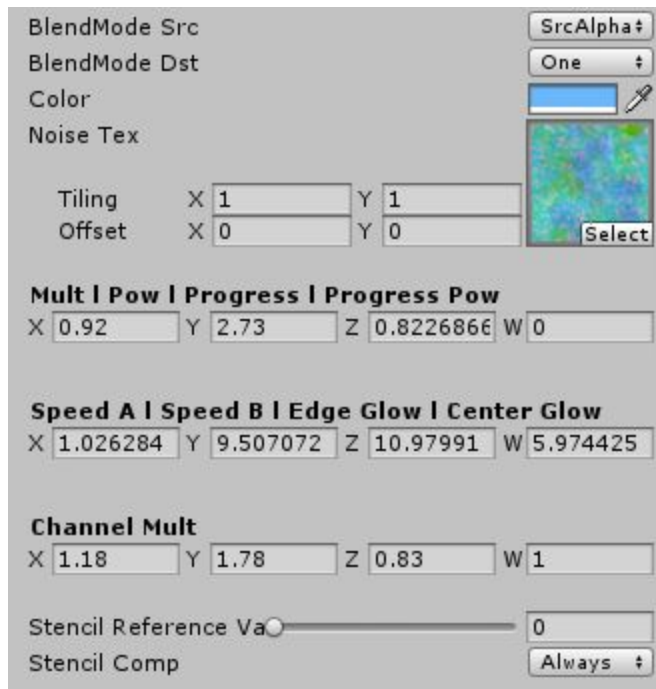 BlendMode Src SrcAlpha
BlendMode Dst One
Color
Noise Tex
Tiling X 1 Y 1
Offset X 0 Y 0 Select
Mult l Pow l Progress l Progress Pow
X 0.92 Y 2.73 Z 0.8226866 W 0
Speed A l Speed B l Edge Glow l Center Glow
X 1.026284 Y 9.507072 Z 10.97991 W 5.974425
Channel Mult
X 1.18 Y 1.78 Z 0.83 W 1
Stencil Reference Va 0
Stencil Comp Always